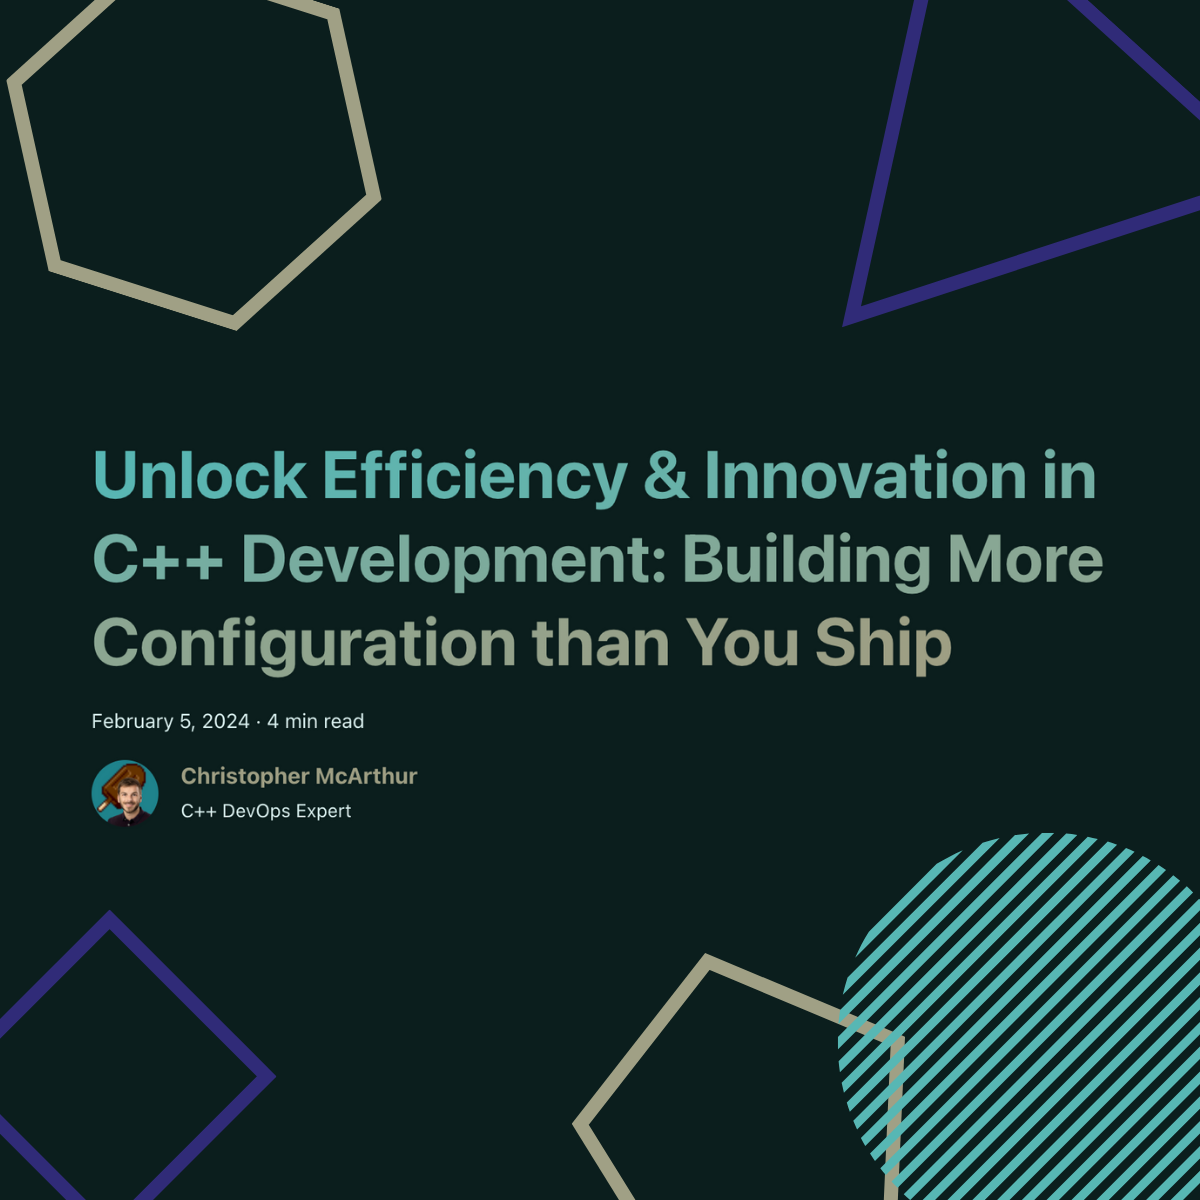 Unlock Efficiency & Innovation in
C++ Development: Building More
Configuration than You Ship
February 5, 2024 · 4 min read
Christopher McArthur
C++ DevOps Expert